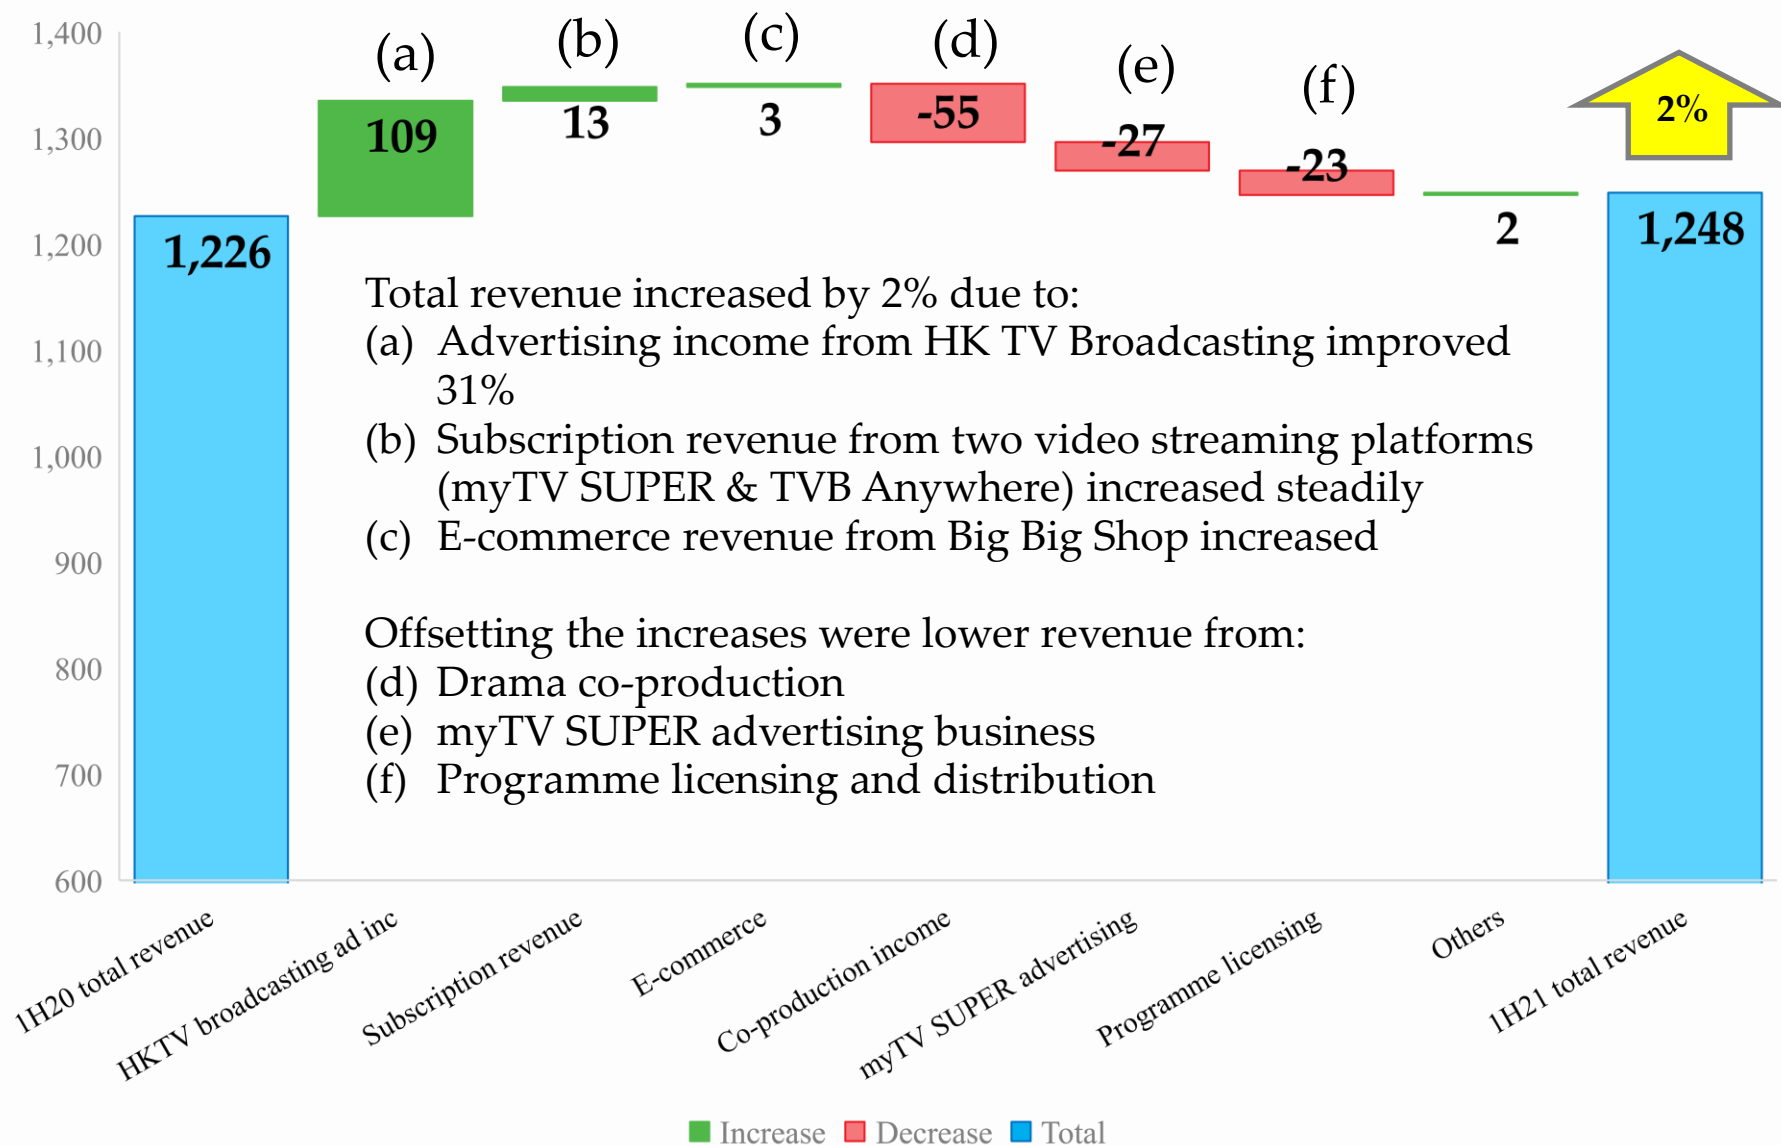 1,400
1,300
1,200
1,100
1,000
900
800
700
600
(a)
(b)
(c)
(d)
(e)
(f)
2%
1,226
109
13
3
-55
-27
-23
2
1,248
Total revenue increased by 2% due to:
(a) Advertising income from HK TV Broadcasting improved
31%
(b) Subscription revenue from two video streaming platforms
(myTV SUPER & TVB Anywhere) increased steadily
(c) E-commerce revenue from Big Big Shop increased
Offsetting the increases were lower revenue from:
(d) Drama co-production
(e) myTV SUPER advertising business
(f) Programme licensing and distribution
1H20 total revenue
HKTV broadcasting ad inc
Subscription revenue
E-commerce
Co-production income
myTV SUPER advertising
Programme licensing
Others
1H21 total revenue
Increase Decrease Total